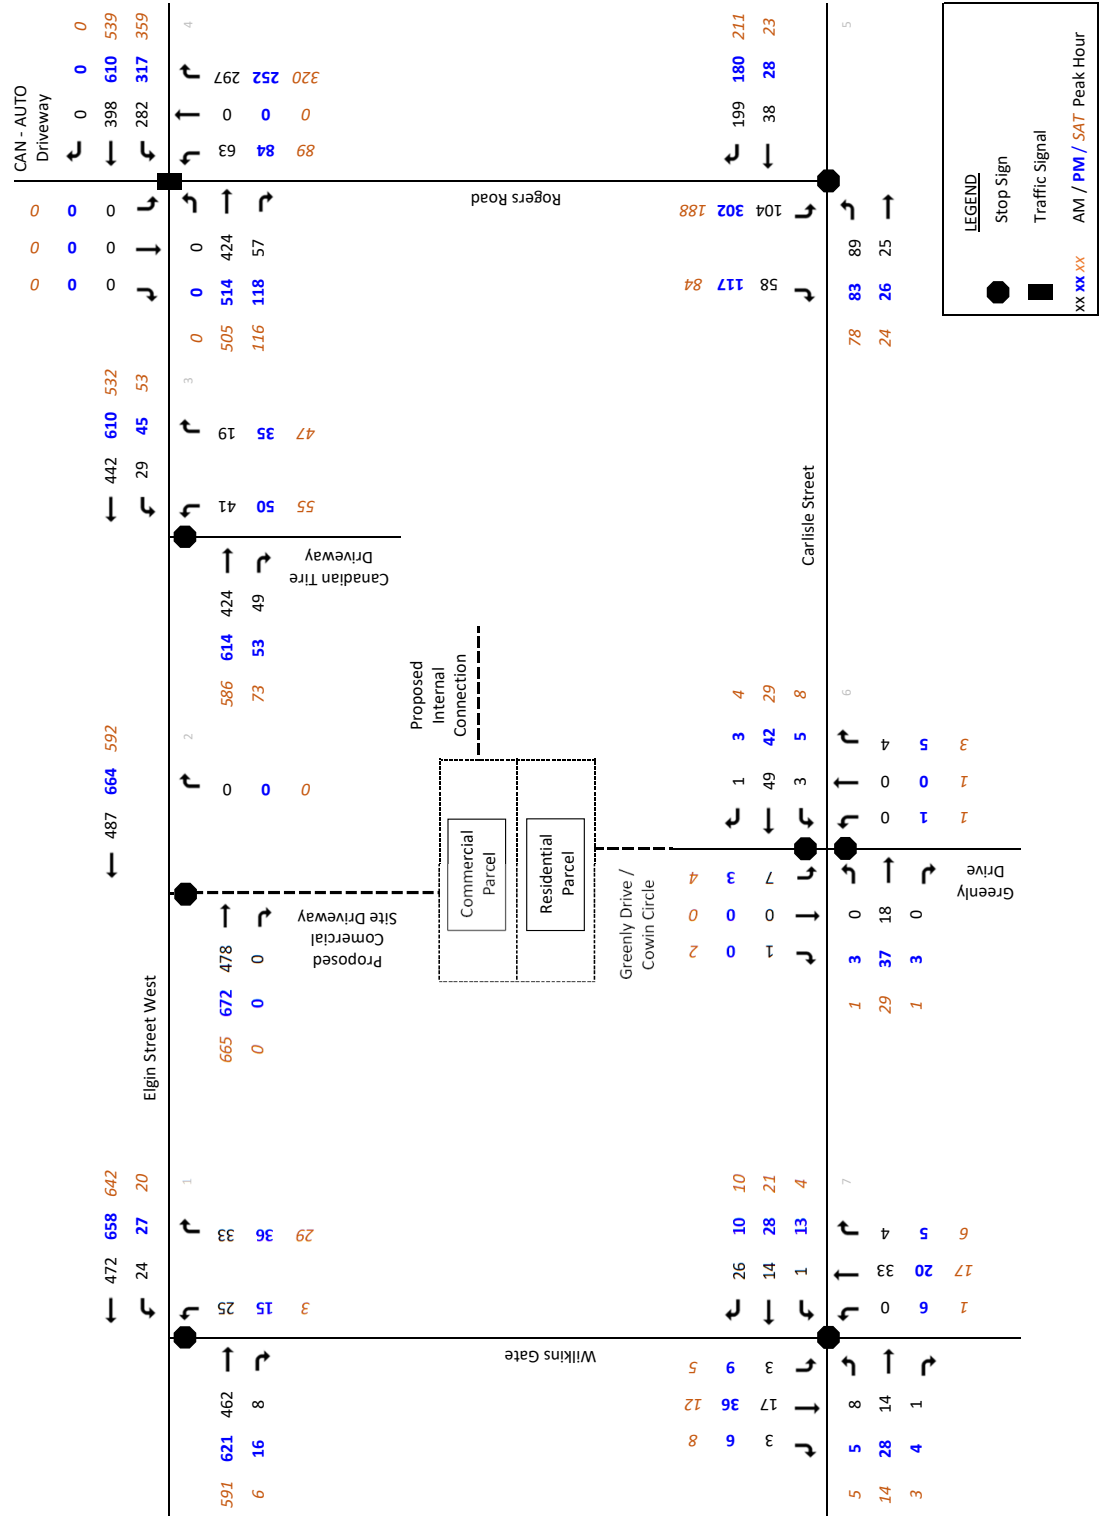 CAN - AUTO
Driveway
0 0 0
0 0 0
0 0 0
0 0 0
398 610 539
282 317 359
4
0 0 0
424 514 505
57 118 116
63 84 89
0 0 0
297 252 320
Rogers Road
442 610 532
29 45 53
3
424 614 586
49 53 73
41 50 55
19 35 47
Canadian Tire
Driveway
487 664 592
2
478 672 665
0 0 0
0 0 0
Proposed
Comercial
Site Driveway
Elgin Street West
472 658 642
24 27 20
1
462 621 591
8 16 9
25 15 3
33 36 29
Wilkins Gate
Proposed
Internal
Connection
Commercial
Parcel
Residential
Parcel
Greenly Drive /
Cowin Circle
Carlisle Street
199 180 211
38 28 23
5
58 117 84
104 302 188
89 83 78
25 26 24
1 3 4
49 42 29
3 5 8
6
1 0 2
0 0 0
7 3 4
0 3 1
18 37 29
0 3 1
0 1 1
0 0 1
4 5 3
Greenly
Drive
26 10 10
14 28 21
1 13 4
7
3 6 8
17 36 12
3 9 5
8 5 5
14 28 14
1 4 3
0 6 1
33 20 17
4 5 6
LEGEND
Stop Sign
Traffic Signal
xx xx xx AM / PM / SAT Peak Hour